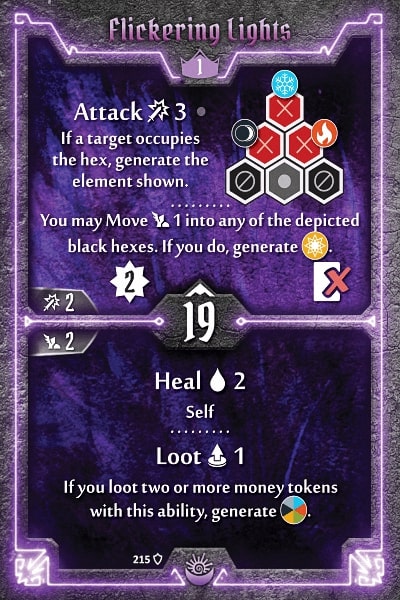 Flickering Lights
1
Attack 3
If a target occupies
the hex, generate the
element shown.
You may Move 1 into any of the depicted
black hexes. If you do, generate .
2
2
19
2
Heal 2
Self
Loot 1
If you loot two or more money tokens
with this ability, generate .
215